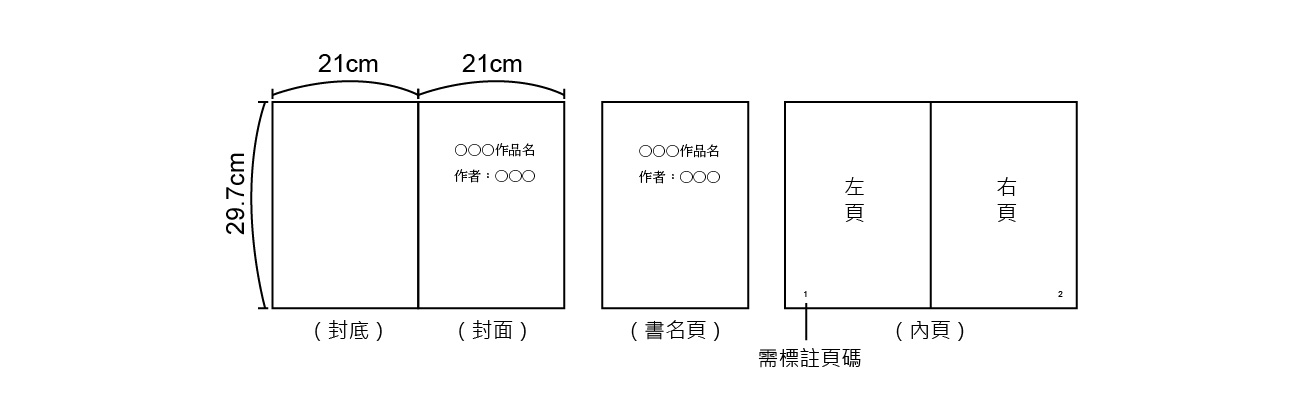 21cm
21cm
29.7cm
○○○作品名
作者：○○○
○○○作品名
作者：○○○
左頁
右頁
1
2
（封底）
（封面）
（書名頁）
（內頁）
需標註頁碼